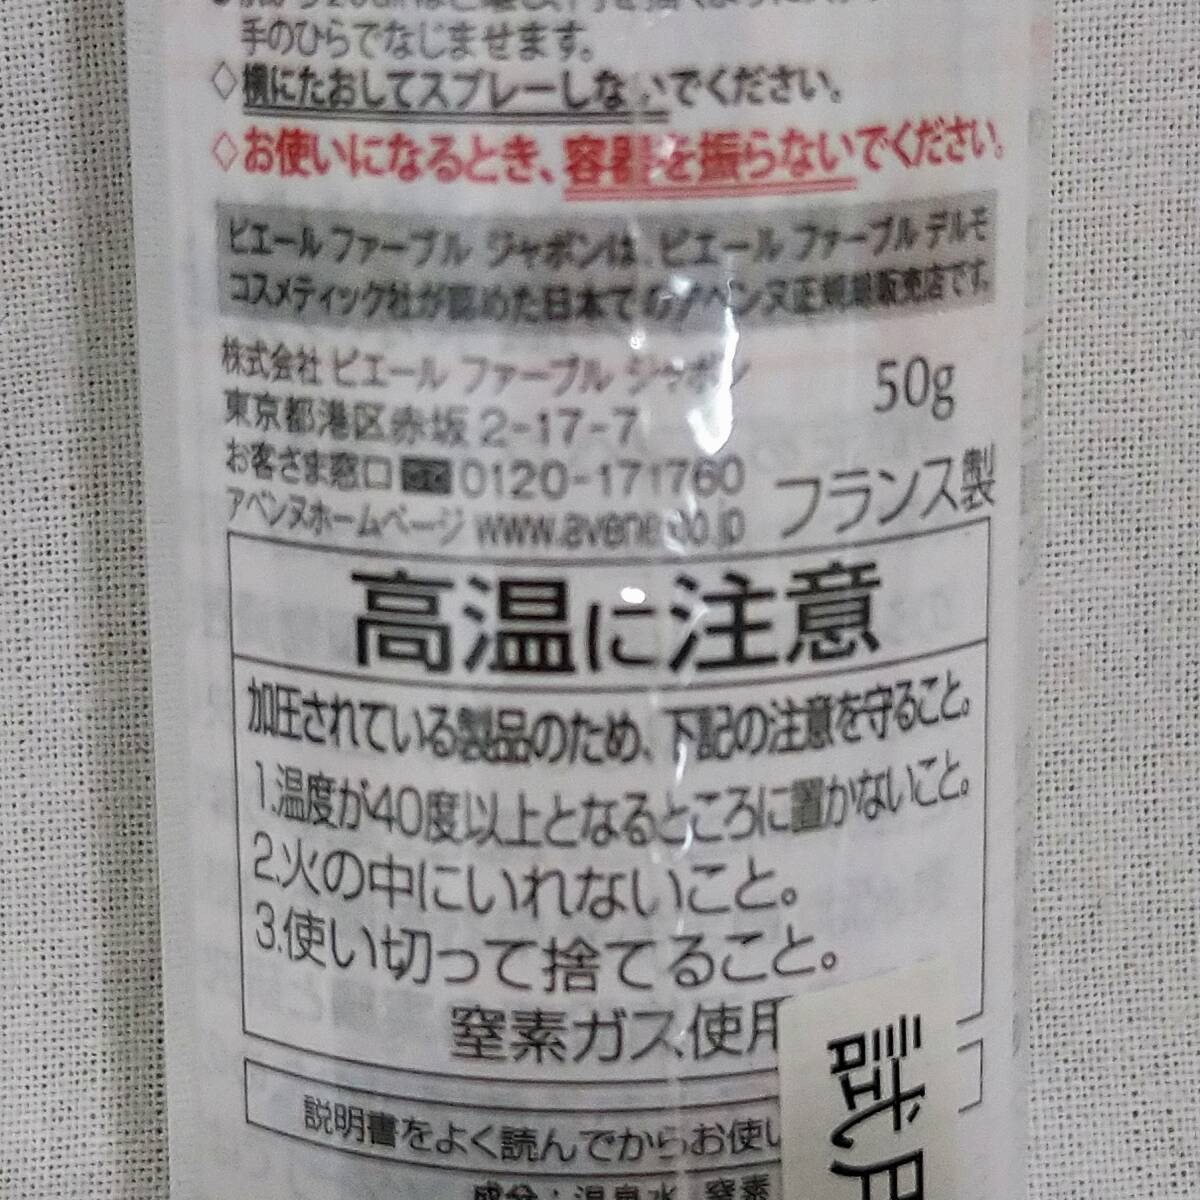 手のひらでなじませます。
◇横にたおしてスプレーしないでください。
◇お使いになるとき、容器を振らないでください。
ピエール ファーブル ジャポンは、ピエール ファーブル デルモ
コスメティック社が認めた日本でのアベンヌ正規販売店です。
株式会社 ピエール ファーブル ジャポン
50g
東京都港区赤坂 2-17-7
お客さま窓口 0120-171760
フランス製
アベンヌホームページ www.avene.co.jp
高温に注意
加圧されている製品のため、下記の注意を守ること。
1.温度が40度以上となるところに置かないこと。
2.火の中にいれないこと。
3.使い切って捨てること。
窒素ガス使用
説明書をよく読んでからお使い
成分：温泉水、窒素
試用